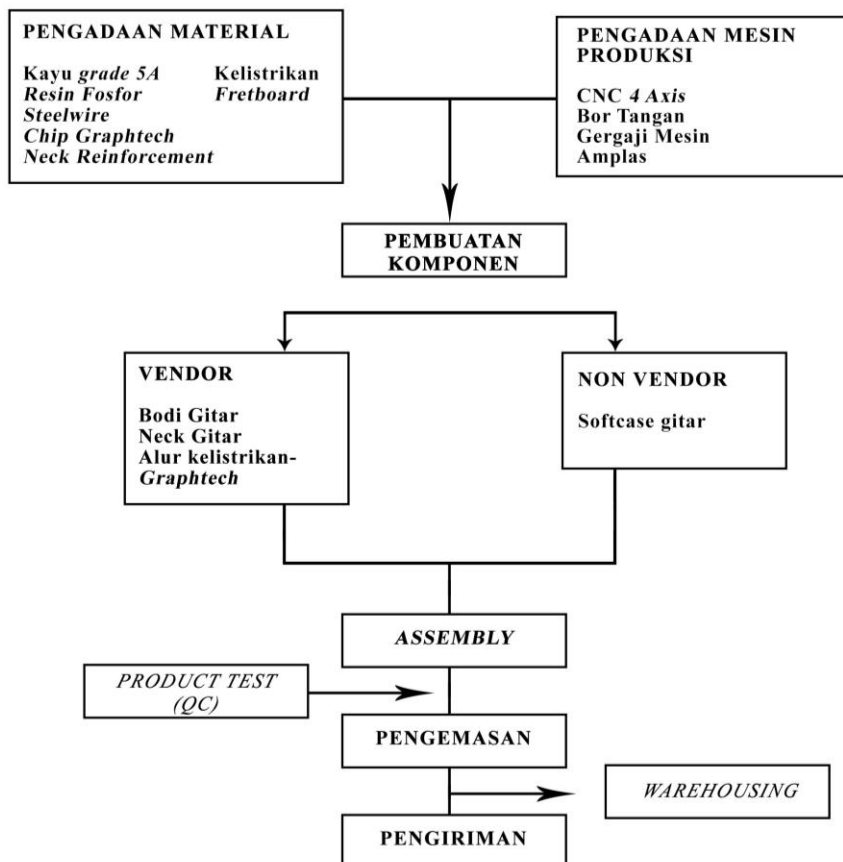 PENGADAAN MATERIAL
Kayu grade 5A
Resin Fosfor
Steelwire
Chip Graphtech
Neck Reinforcement
Kelistrikan
Fretboard
PENGADAAN MESIN
PRODUKSI
CNC 4 Axis
Bor Tangan
Gergaji Mesin
Amplas
PEMBUATAN
KOMPONEN
VENDOR
Bodi Gitar
Neck Gitar
Alur kelistrikan-
Graphtech
NON VENDOR
Softcase gitar
ASSEMBLY
PRODUCT TEST
(QC)
PENGEMASAN
WAREHOUSING
PENGIRIMAN